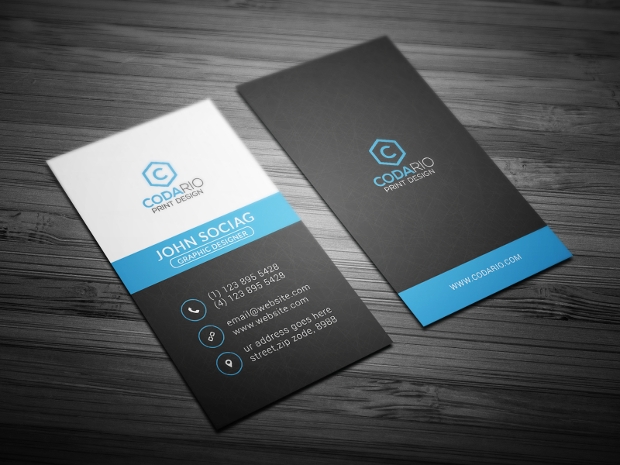 C
CODARIO
PRINT DESIGN
JOHN SOCIAG
GRAPHIC DESIGNER
(1) 123 895 5428
(4) 123 895 5428
email@website.com
www.website.com
ur address goes here
street,zip zode. 8988
C
CODARIO
PRINT DESIGN
WWW.CODARIO.COM